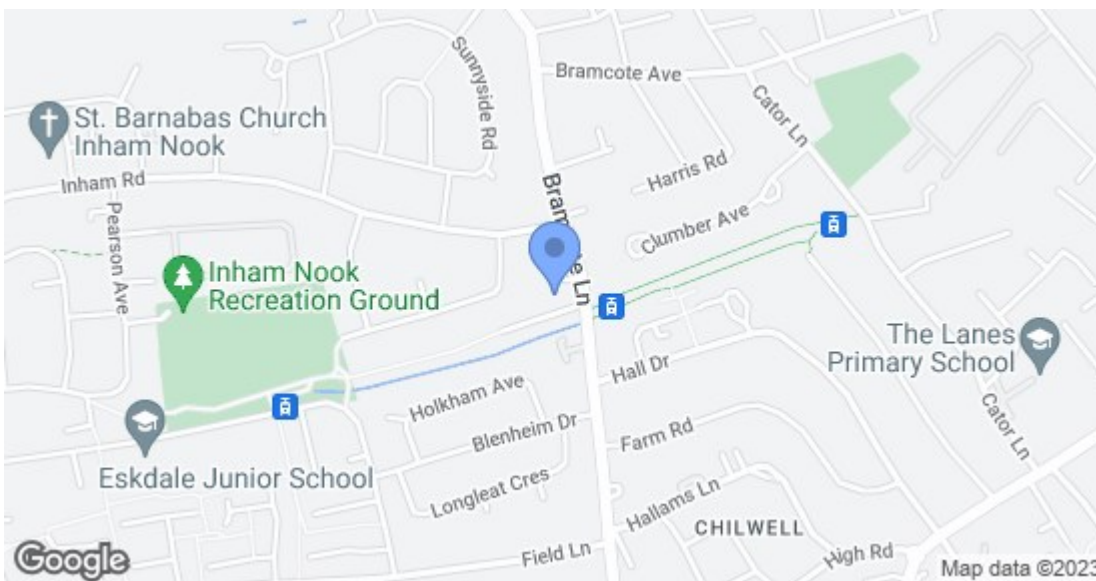 Sunnyside Rd
Bramcote Ave
Cator Ln
St. Barnabas Church
Inham Nook
Inham Rd
Pearson Ave
Harris Rd
Clumber Ave
Ln
Inham Nook
Recreation Ground
The Lanes
Primary School
Hall Dr
Holkham Ave
Blenheim Dr
Farm Rd
Cator Ln
Eskdale Junior School
Longleat Cres
Hallams Ln
CHILWELL
Field Ln
High Rd
Google
Map data ©2023